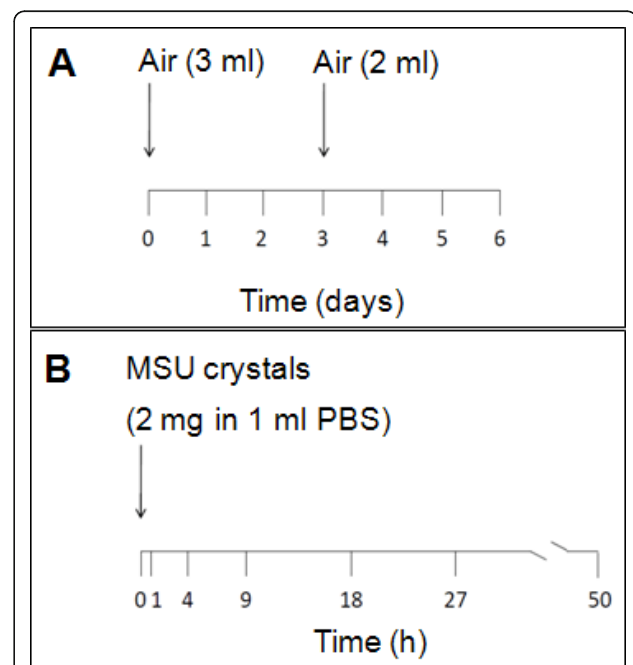 A
Air (3 ml) Air (2 ml)
0 1 2 3 4 5 6
Time (days)
B
MSU crystals
(2 mg in 1 ml PBS)
0 1 4 9 18 27 50
Time (h)